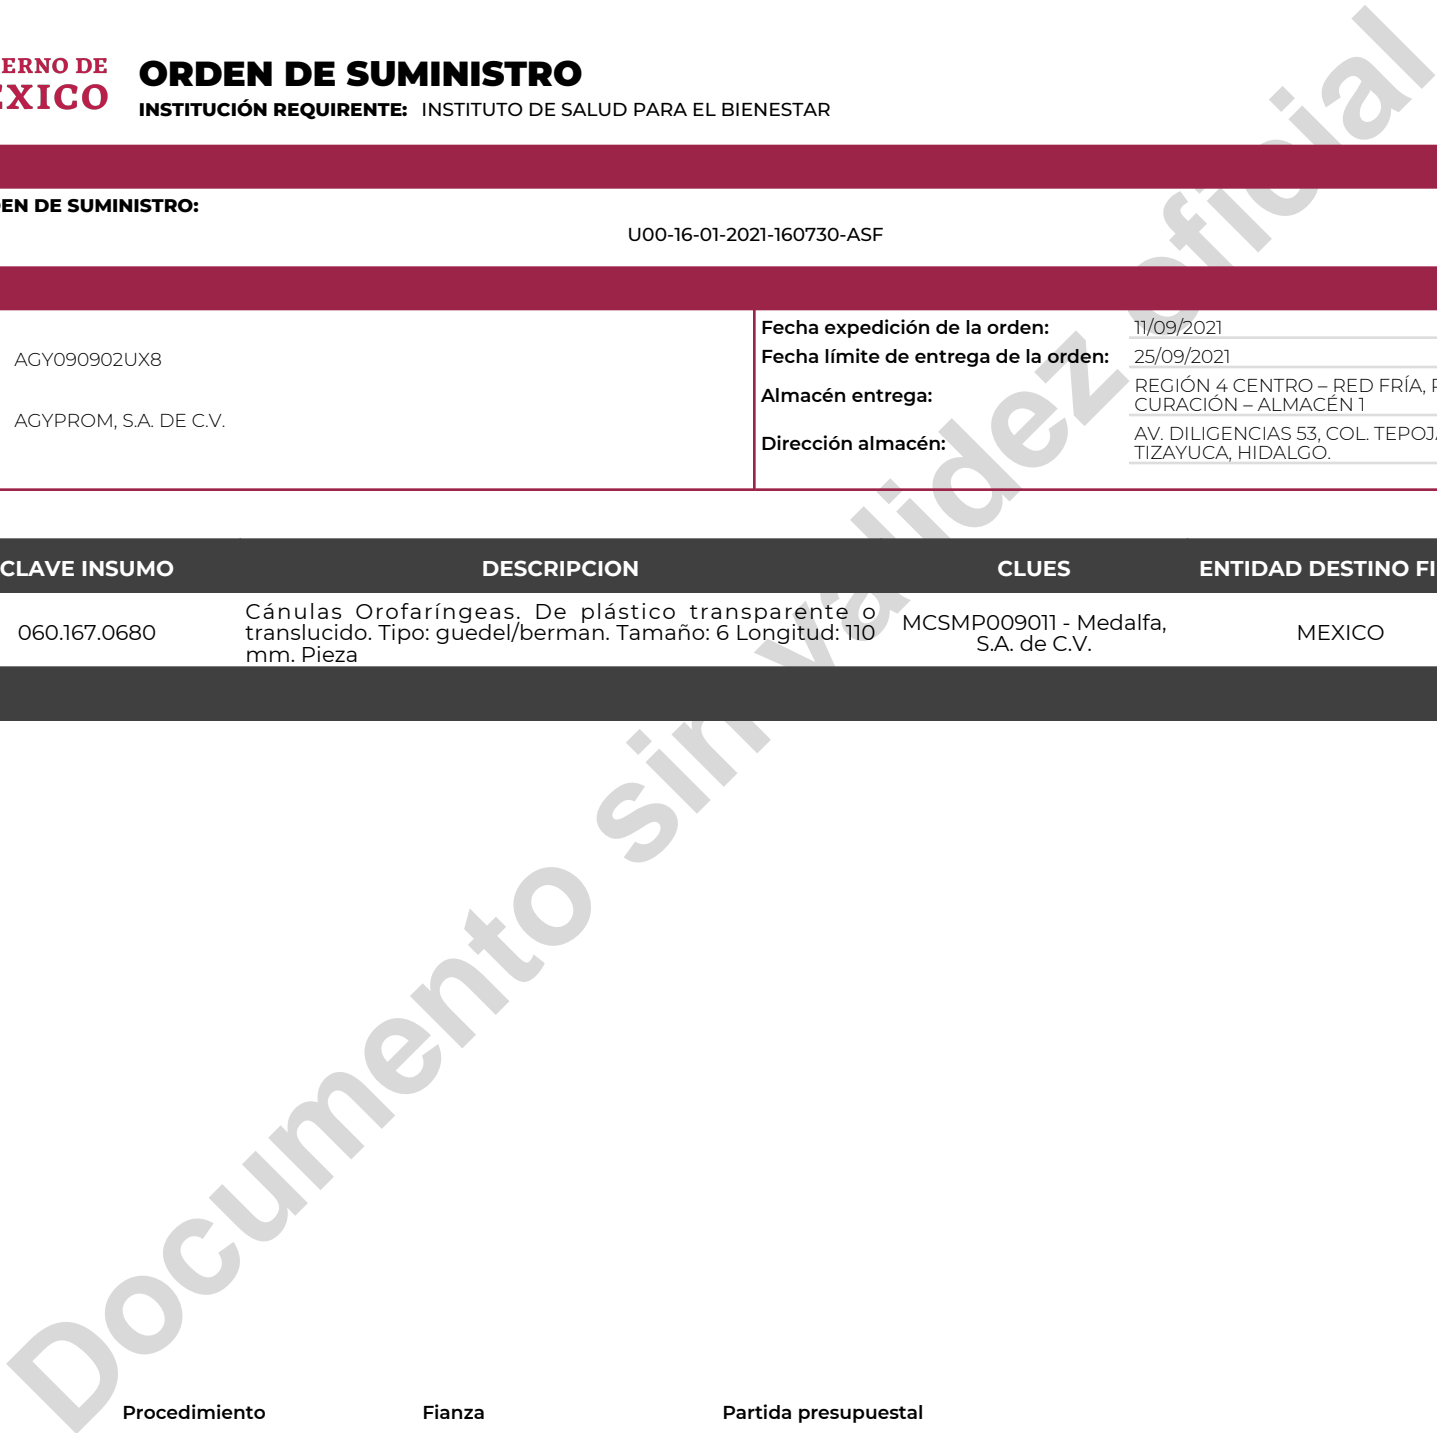 ERNO DE
EXICO
ORDEN DE SUMINISTRO
INSTITUCIÓN REQUIRENTE: INSTITUTO DE SALUD PARA EL BIENESTAR
EN DE SUMINISTRO:
U00-16-01-2021-160730-ASF
AGY090902UX8
AGYPROM, S.A. DE C.V.
Fecha expedición de la orden: 11/09/2021
Fecha límite de entrega de la orden: 25/09/2021
Almacén entrega:
REGIÓN 4 CENTRO – RED FRÍA,
CURACIÓN – ALMACÉN 1
Dirección almacén:
AV. DILIGENCIAS 53, COL. TEPOJ
TIZAYUCA, HIDALGO.
CLAVE INSUMO DESCRIPCION CLUES ENTIDAD DESTINO FI
060.167.0680
Cánulas Orofaríngeas. De plástico transparente o
translucido. Tipo: guedel/berman. Tamaño: 6 Longitud: 110
mm. Pieza
MCSMP009011 - Medalfa,
S.A. de C.V.
MEXICO
Documento sin validez oficial
Procedimiento Fianza Partida presupuestal